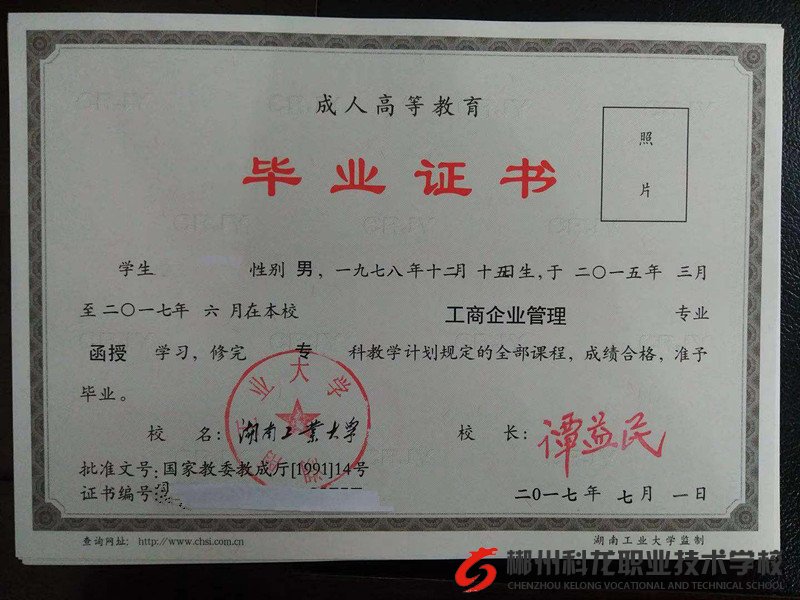 成人高等教育
毕业证书
照
片
学生 性别 男，一九七八年十二月十五日生，于二〇一五年 三月
至二〇一七年 六 月在本校 工商企业管理 专业
函授 学习，修完 专 科教学计划规定的全部课程，成绩合格，准予
毕业。
校 名：湖南工業大学 校 长：谭益民
批准文号：国家教委教成厅[1991]14号
证书编号：
二〇一七年 七月 一日
查询网址：http://www.chsi.com.cn 湖南工业大学监制
郴州科龙职业技术学校
CHENZHOU KELONG VOCATIONAL AND TECHNICAL SCHOOL